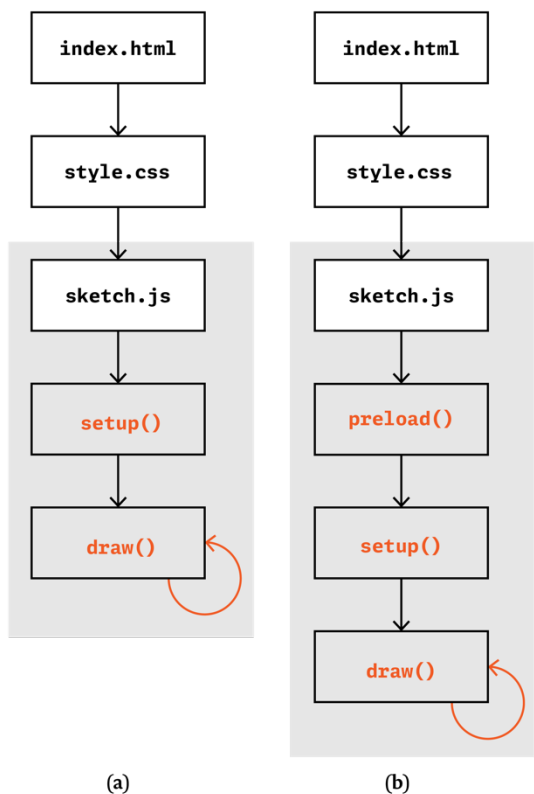 index.html
style.css
sketch.js
setup()
draw()
(a)
index.html
style.css
sketch.js
preload()
setup()
draw()
(b)